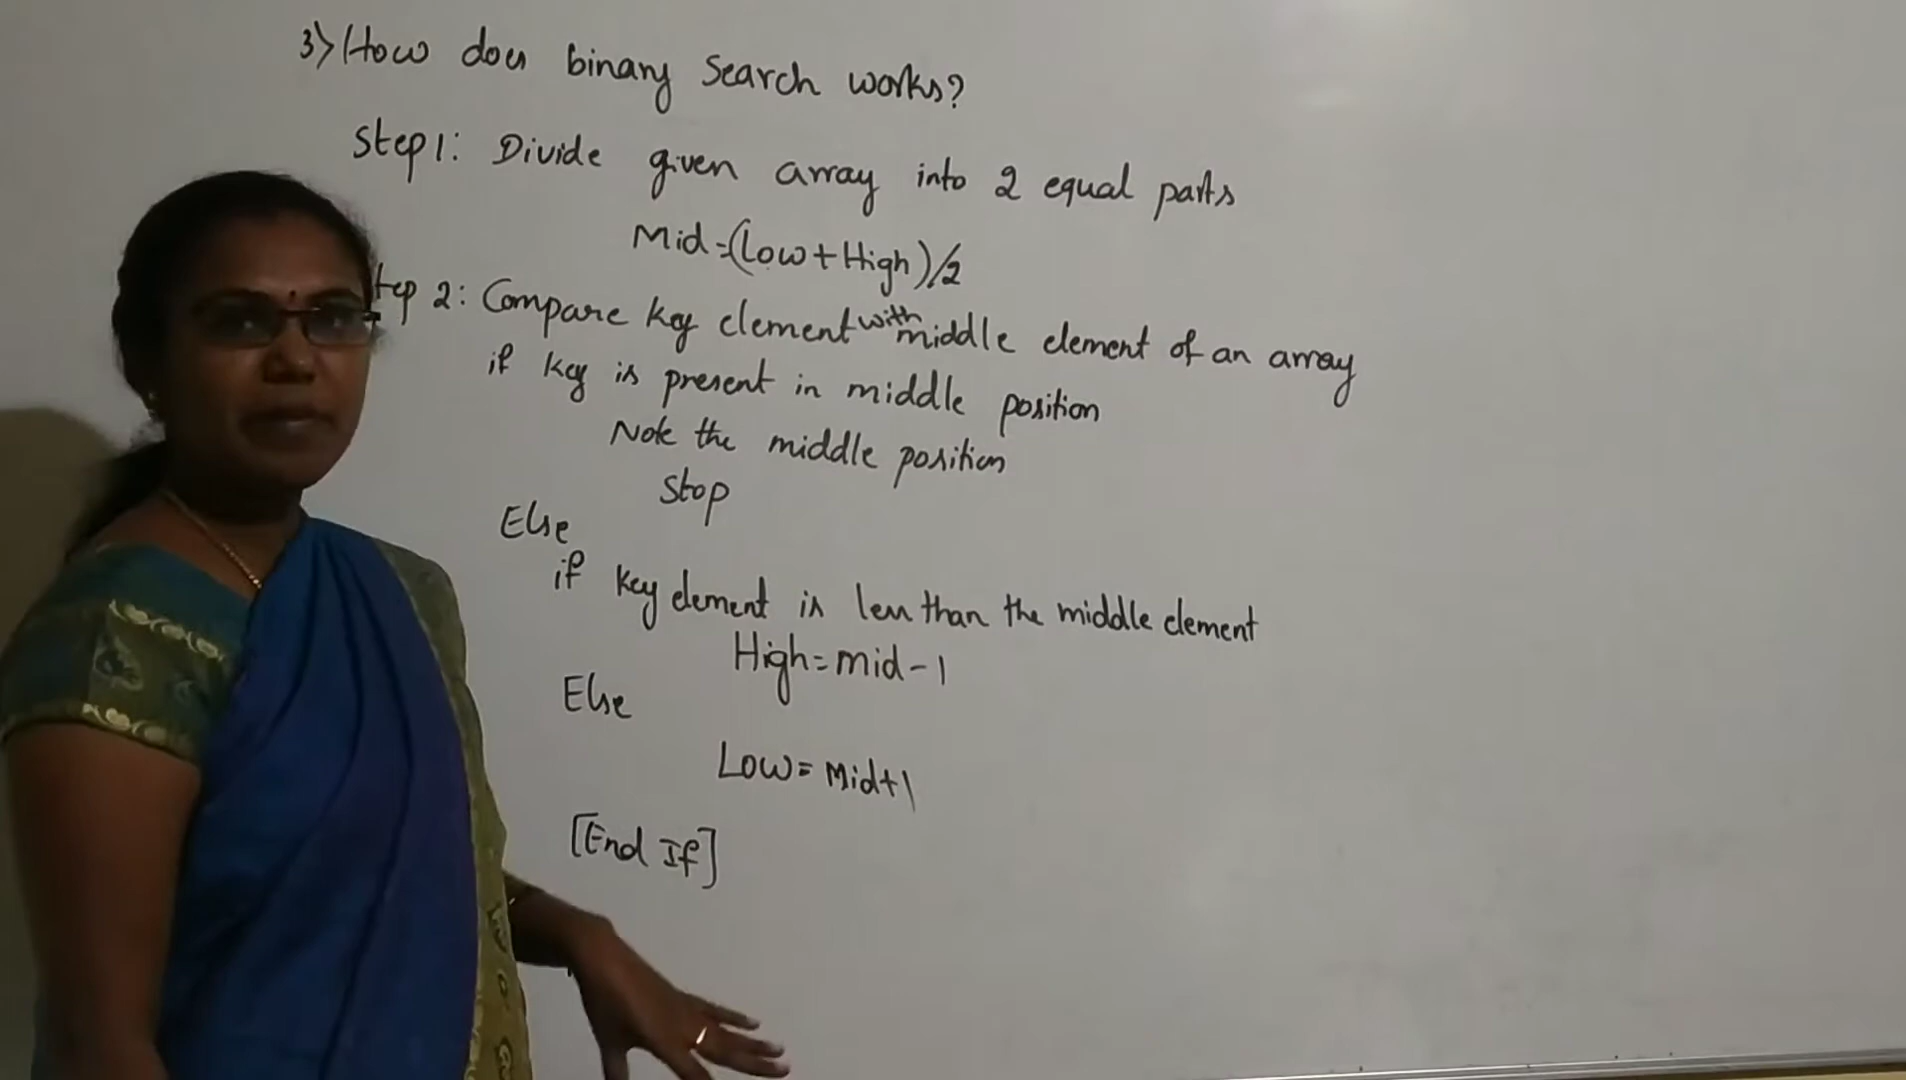 3) How does binary Search works?
Step 1: Divide given array into 2 equal parts
Mid=(Low+High)/2
tep 2: Compare key element with middle element of an array
if key is present in middle position
Note the middle position
Stop
Else
if key element is less than the middle element
High=mid-1
Else
Low=Mid+1
[End If]